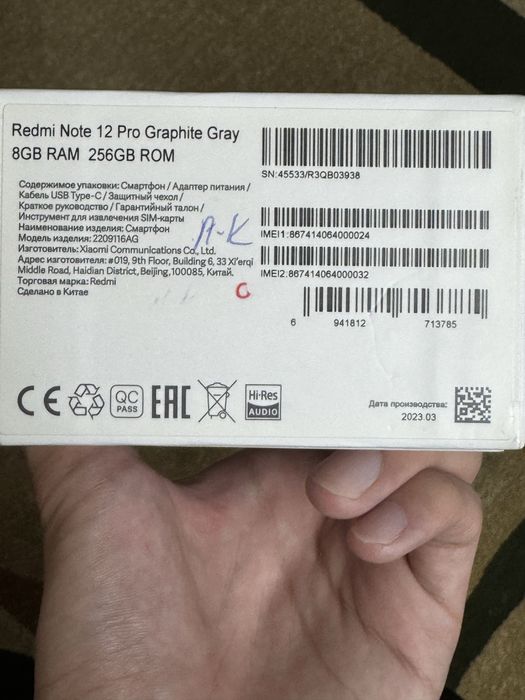 Redmi Note 12 Pro Graphite Gray
8GB RAM 256GB ROM
Содержимое упаковки: Смартфон / Адаптер питания /
Кабель USB Type-C / Защитный чехол /
Краткое руководство / Гарантийный талон /
Инструмент для извлечения SIM-карты
Наименование изделия: Смартфон
Модель изделия: 2209116AG
Изготовитель: Xiaomi Communications Co., Ltd.
Адрес изготовителя: #019, 9th Floor, Building 6, 33 Xi'erqi
Middle Road, Haidian District, Beijing,100085, Китай.
Торговая марка: Redmi
Сделано в Китае
А-К
С
SN:45533/R3QB03938
IMEI1:867414064000024
IMEI2:867414064000032
6 941812 713785
CE
QC
PASS
EAC
Hi-Res
AUDIO
Дата производства:
2023.03